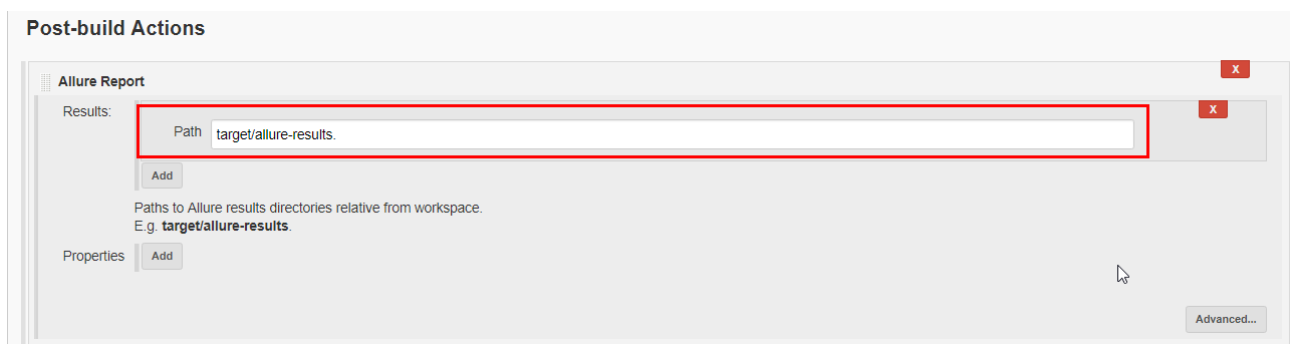 Post-build Actions
X
Allure Report
X
Results:
Path target/allure-results.
Add
Paths to Allure results directories relative from workspace.
E.g. target/allure-results.
Properties Add
Advanced...